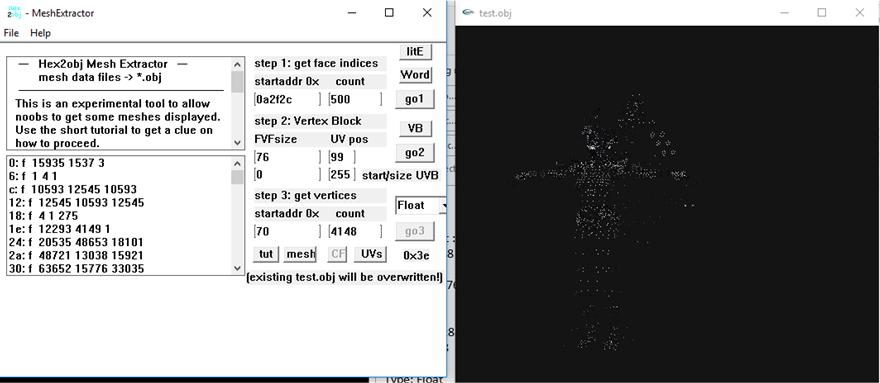 - MeshExtractor
File Help
— Hex2obj Mesh Extractor —
mesh data files -> *.obj
This is an experimental tool to allow
noobs to get some meshes displayed.
Use the short tutorial to get a clue on
how to proceed.
0: f 15935 1537 3
6: f 1 4 1
c: f 10593 12545 10593
12: f 12545 10593 12545
18: f 4 1 275
1e: f 12293 4149 1
24: f 20535 48653 18101
2a: f 48721 13038 15921
30: f 63652 15776 33035
step 1: get face indices
startaddr 0x count
0a2f2c 500
litE
Word
go1
step 2: Vertex Block
FVFsize UV pos
76 99
0 255 start/size UVB
VB
go2
step 3: get vertices
startaddr 0x count
70 4148
Float
go3
tut mesh CF UVs 0x3e
(existing test.obj will be overwritten!)
test.obj
Type: Float